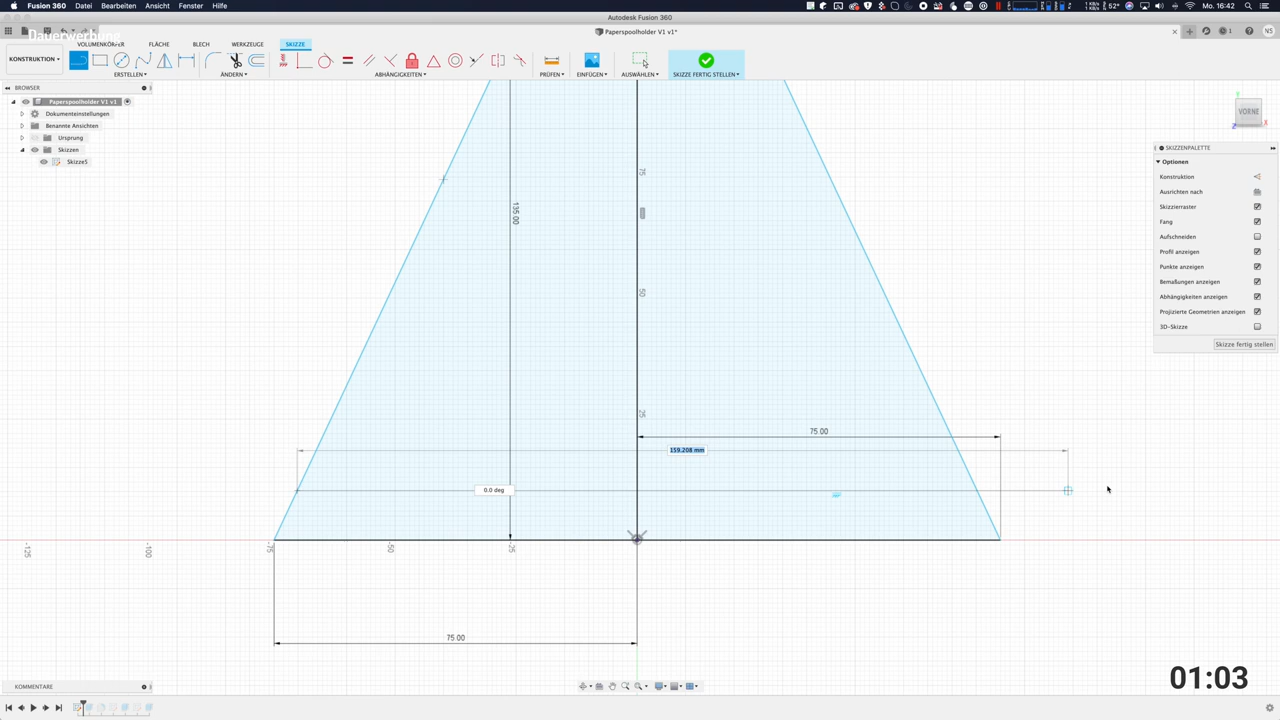 Fusion 360 Datei Bearbeiten Ansicht Fenster Hilfe
52° Mo. 16:42
Autodesk Fusion 360
Paperspoolholder V1 v1*
1
NS
Dauerwerbung
VOLUMENKÖRPER FLÄCHE BLECH WERKZEUGE SKIZZE
KONSTRUKTION
ERSTELLEN ÄNDERN ABHÄNGIGKEITEN PRÜFEN EINFÜGEN AUSWÄHLEN SKIZZE FERTIG STELLEN
BROWSER
Paperspoolholder V1 v1
Dokumenteinstellungen
Benannte Ansichten
Ursprung
Skizzen
Skizze5
VORNE
X
Y
Z
SKIZZENPALETTE
Optionen
Konstruktion
Ausrichten nach
Skizzierraster
Fang
Aufschneiden
Profil anzeigen
Punkte anzeigen
Bemaßungen anzeigen
Abhängigkeiten anzeigen
Projizierte Geometrien anzeigen
3D-Skizze
Skizze fertig stellen
75
135.00
50
25
75.00
159.208 mm
0.0 deg
-125
-100
-75
-50
-25
75.00
KOMMENTARE
01:03